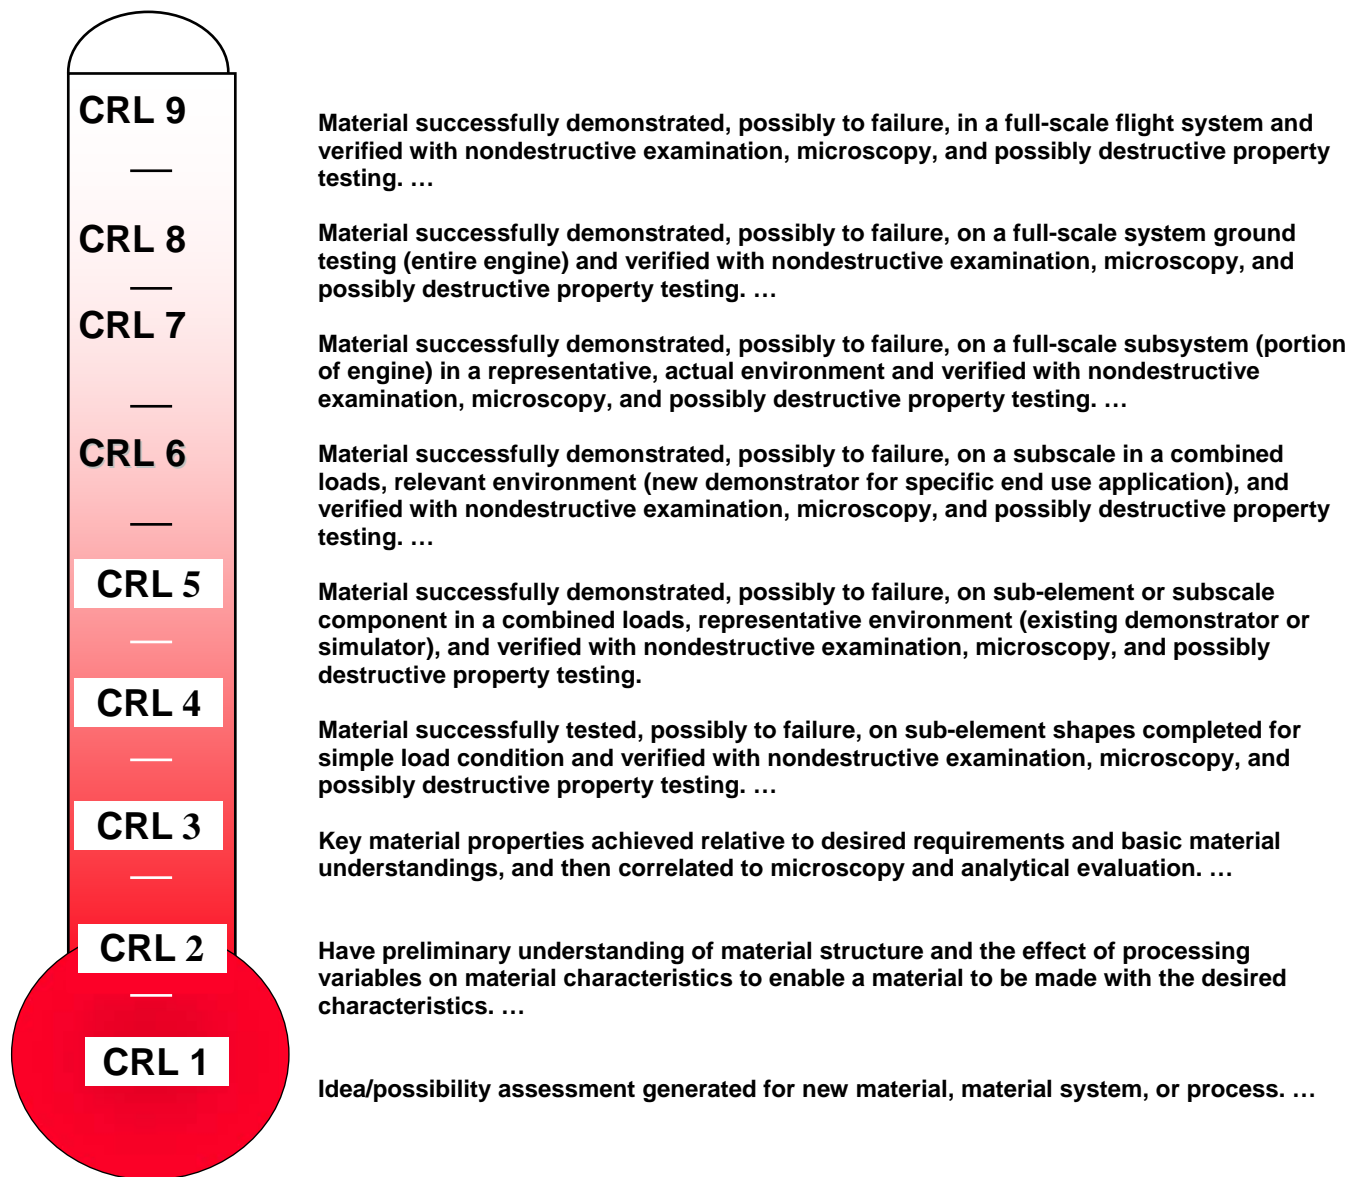 CRL 9
Material successfully demonstrated, possibly to failure, in a full-scale flight system and
verified with nondestructive examination, microscopy, and possibly destructive property
testing. …
CRL 8
Material successfully demonstrated, possibly to failure, on a full-scale system ground
testing (entire engine) and verified with nondestructive examination, microscopy, and
possibly destructive property testing. …
CRL 7
Material successfully demonstrated, possibly to failure, on a full-scale subsystem (portion
of engine) in a representative, actual environment and verified with nondestructive
examination, microscopy, and possibly destructive property testing. …
CRL 6
Material successfully demonstrated, possibly to failure, on a subscale in a combined
loads, relevant environment (new demonstrator for specific end use application), and
verified with nondestructive examination, microscopy, and possibly destructive property
testing. …
CRL 5
Material successfully demonstrated, possibly to failure, on sub-element or subscale
component in a combined loads, representative environment (existing demonstrator or
simulator), and verified with nondestructive examination, microscopy, and possibly
destructive property testing.
CRL 4
Material successfully tested, possibly to failure, on sub-element shapes completed for
simple load condition and verified with nondestructive examination, microscopy, and
possibly destructive property testing. …
CRL 3
Key material properties achieved relative to desired requirements and basic material
understandings, and then correlated to microscopy and analytical evaluation. …
CRL 2
Have preliminary understanding of material structure and the effect of processing
variables on material characteristics to enable a material to be made with the desired
characteristics. …
CRL 1
Idea/possibility assessment generated for new material, material system, or process. …